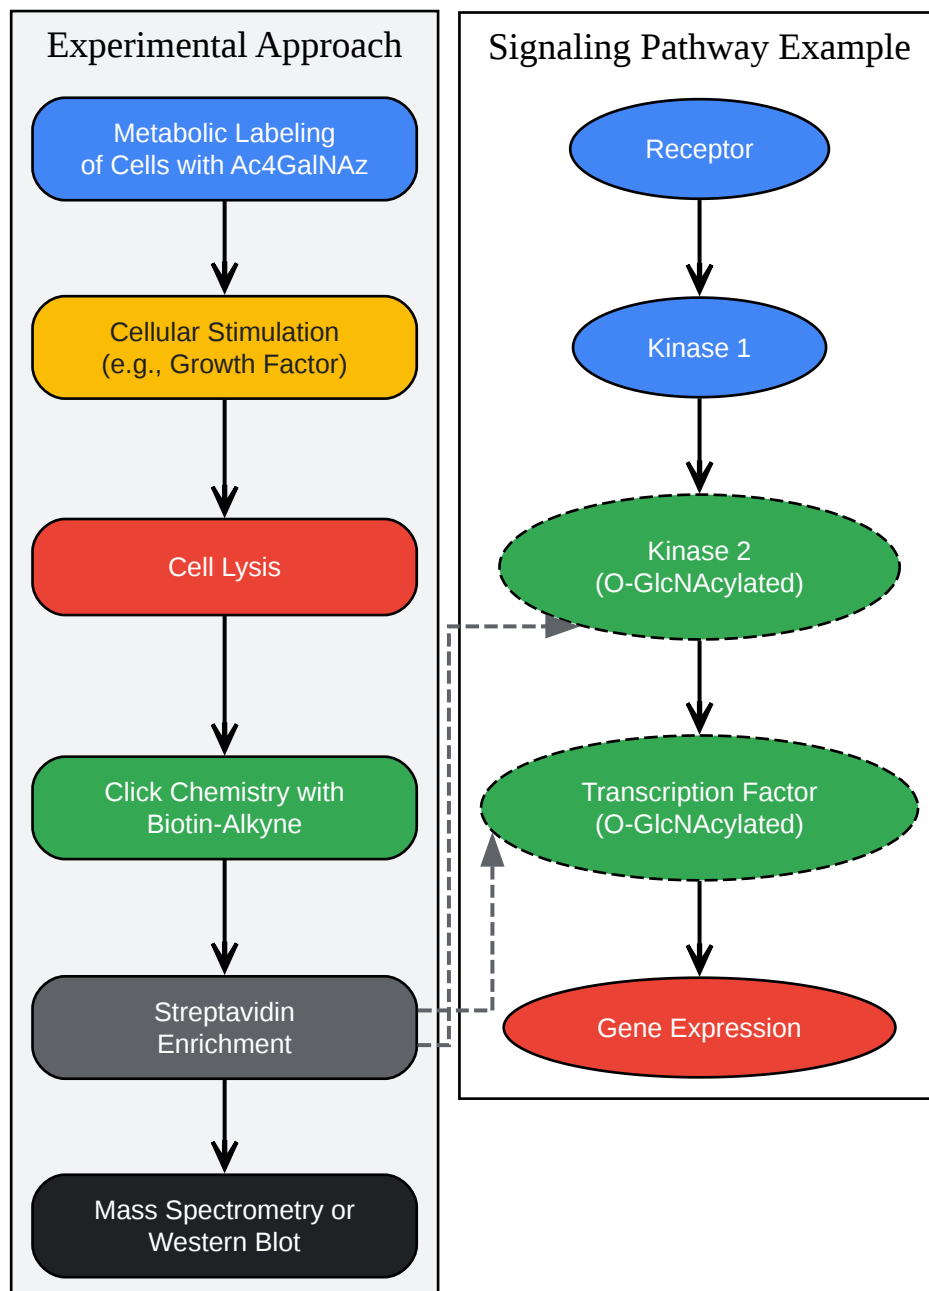 Experimental Approach
Metabolic Labeling
of Cells with Ac4GalNAz
Cellular Stimulation
(e.g., Growth Factor)
Cell Lysis
Click Chemistry with
Biotin-Alkyne
Streptavidin
Enrichment
Mass Spectrometry or
Western Blot
Signaling Pathway Example
Receptor
Kinase 1
Kinase 2
(O-GlcNAcylated)
Transcription Factor
(O-GlcNAcylated)
Gene Expression